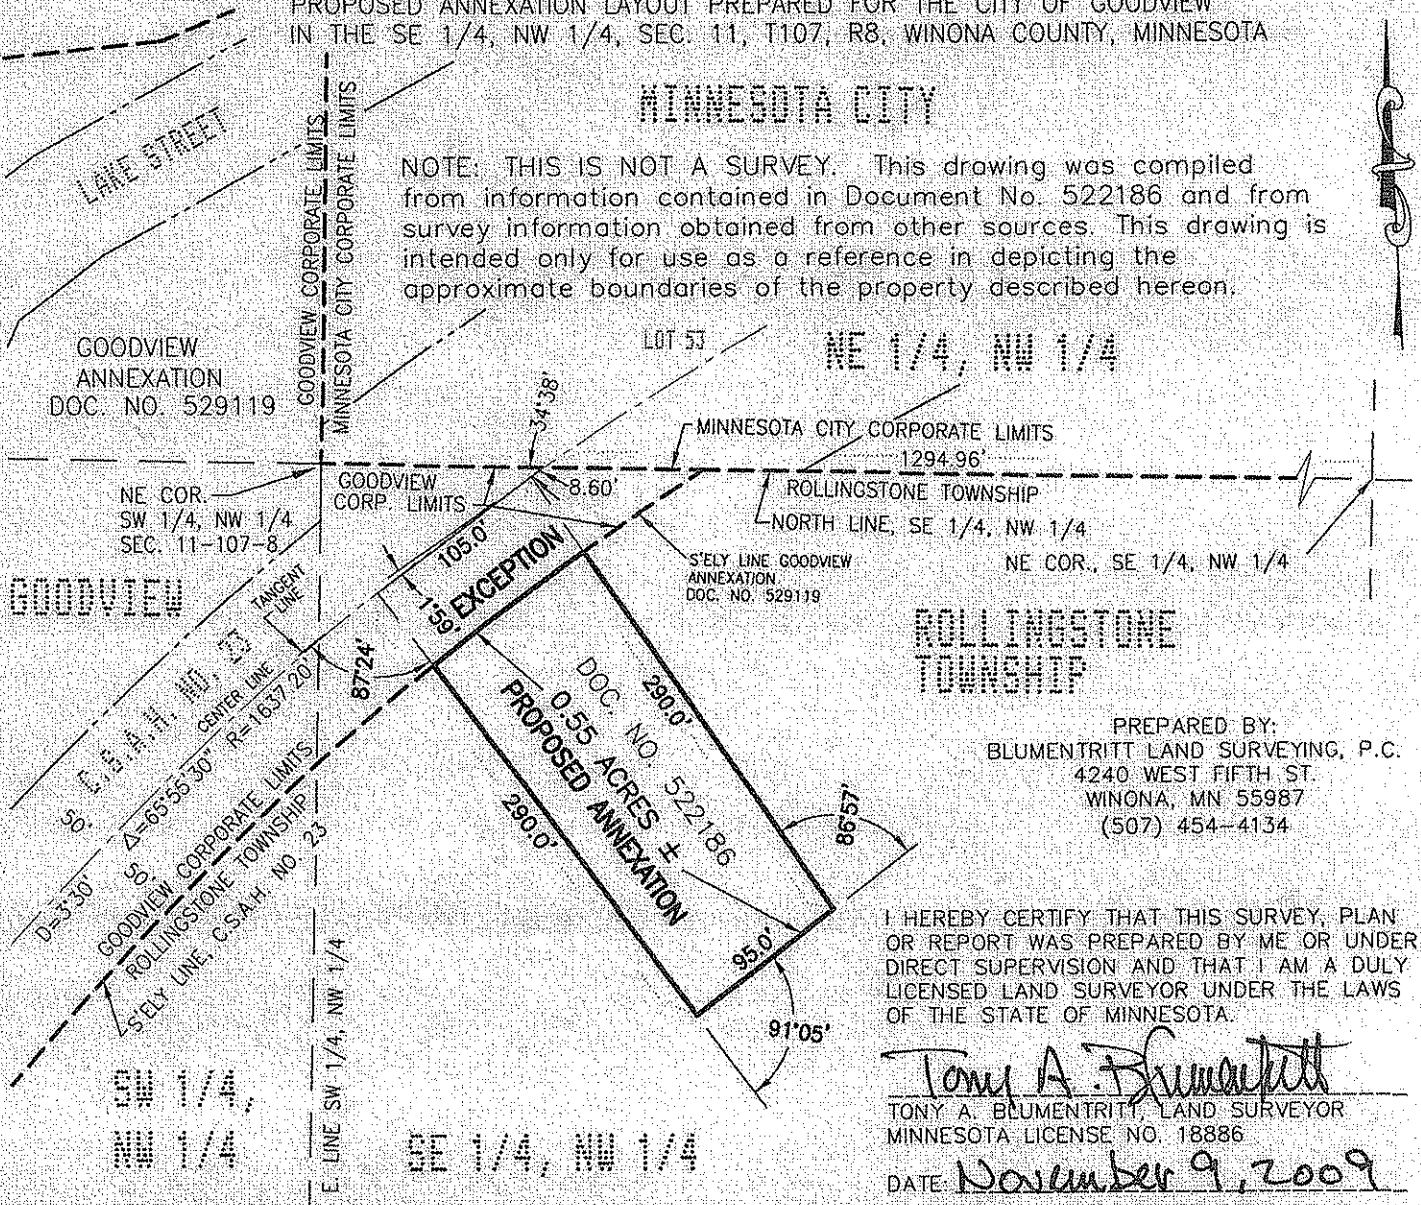 PROPOSED ANNEXATION LAYOUT PREPARED FOR THE CITY OF GOODVIEW
IN THE SE 1/4, NW 1/4, SEC. 11, T107, R8, WINONA COUNTY, MINNESOTA
MINNESOTA CITY
LAKE STREET
GOODVIEW CORPORATE LIMITS
MINNESOTA CITY CORPORATE LIMITS
NOTE: THIS IS NOT A SURVEY. This drawing was compiled
from information contained in Document No. 522186 and from
survey information obtained from other sources. This drawing is
intended only for use as a reference in depicting the
approximate boundaries of the property described hereon.
GOODVIEW
ANNEXATION
DOC. NO. 529119
LOT 53
NE 1/4, NW 1/4
34°38'
MINNESOTA CITY CORPORATE LIMITS
1294.96'
NE COR.
SW 1/4, NW 1/4
SEC. 11-107-8
GOODVIEW
CORP. LIMITS
8.60'
ROLLINGSTONE TOWNSHIP
NORTH LINE, SE 1/4, NW 1/4
NE COR., SE 1/4, NW 1/4
S'ELY LINE GOODVIEW
ANNEXATION
DOC. NO. 529119
105.0'
EXCEPTION
1°59'
GOODVIEW
TANGENT
LINE
87°24'
ROLLINGSTONE
TOWNSHIP
C.S.A.H. NO. 23
CENTER LINE
Δ=65°55'30" R=1637.20'
D=3°30'
50'
50'
GOODVIEW CORPORATE LIMITS
ROLLINGSTONE TOWNSHIP
S'ELY LINE, C.S.A.H. NO. 23
290.0'
DOC. NO. 522186
0.55 ACRES ±
PROPOSED ANNEXATION
290.0'
86°57'
95.0'
91°05'
PREPARED BY:
BLUMENTRITT LAND SURVEYING, P.C.
4240 WEST FIFTH ST.
WINONA, MN 55987
(507) 454-4134
I HEREBY CERTIFY THAT THIS SURVEY, PLAN
OR REPORT WAS PREPARED BY ME OR UNDER
DIRECT SUPERVISION AND THAT I AM A DULY
LICENSED LAND SURVEYOR UNDER THE LAWS
OF THE STATE OF MINNESOTA.
Tony A. Blumentritt
TONY A. BLUMENTRITT, LAND SURVEYOR
MINNESOTA LICENSE NO. 18886
DATE: November 9, 2009
SW 1/4,
NW 1/4
E. LINE SW 1/4, NW 1/4
SE 1/4, NW 1/4